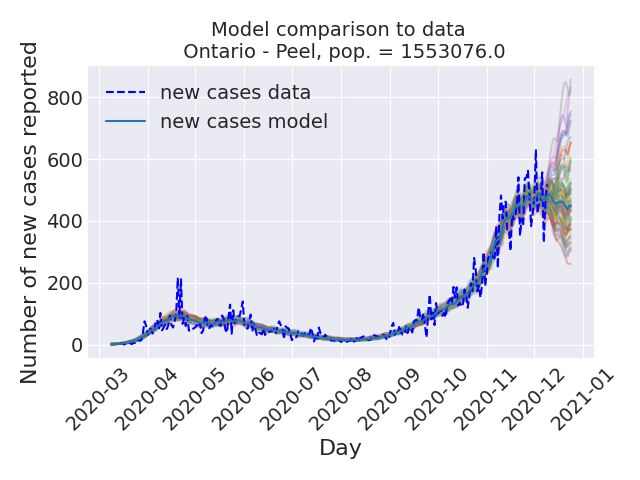 Model comparison to data
Ontario - Peel, pop. = 1553076.0
Number of new cases reported
800
600
400
200
0
new cases data
new cases model
2020-03
2020-04
2020-05
2020-06
2020-07
2020-08
2020-09
2020-10
2020-11
2020-12
2021-01
Day